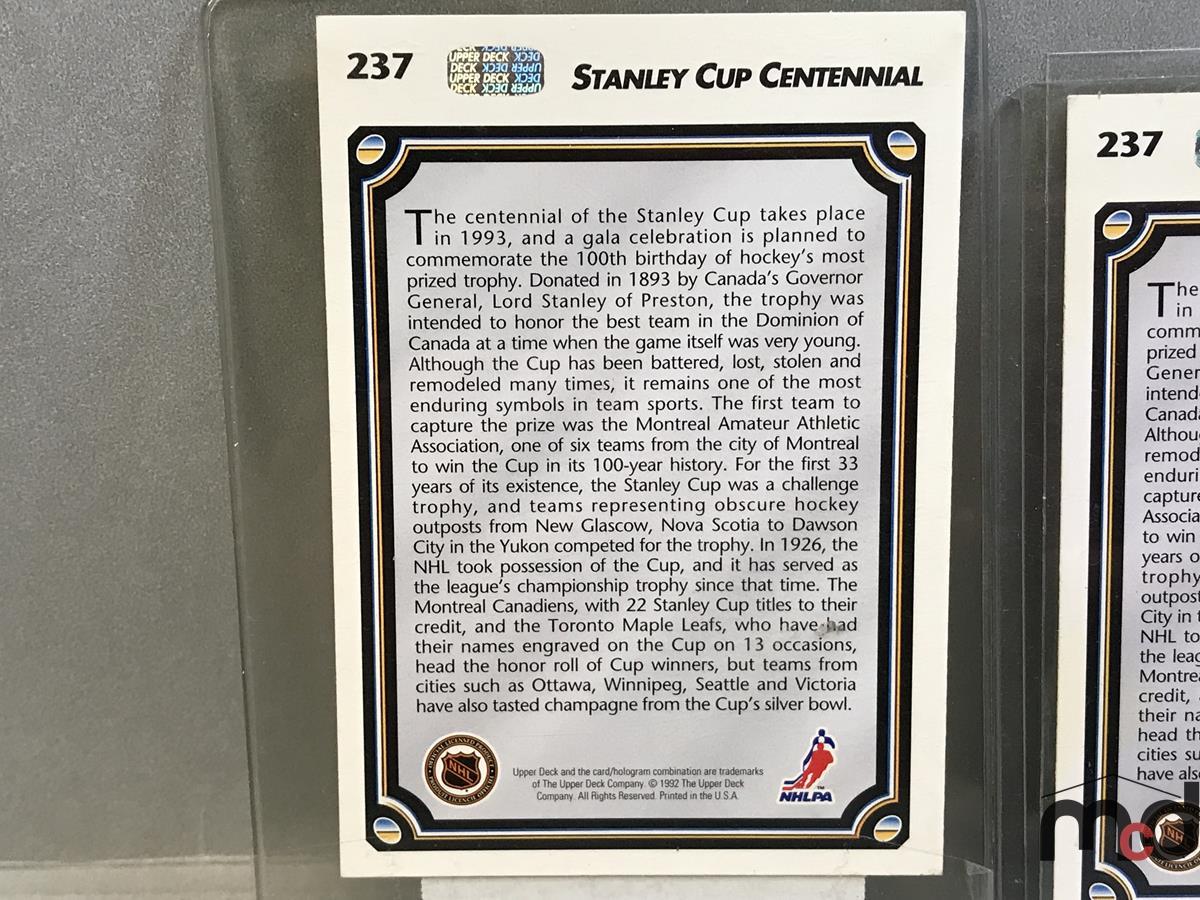 237
UPPER DECK
DECK
UPPER DECK
DECK
STANLEY CUP CENTENNIAL
The centennial of the Stanley Cup takes place
in 1993, and a gala celebration is planned to
commemorate the 100th birthday of hockey's most
prized trophy. Donated in 1893 by Canada's Governor
General, Lord Stanley of Preston, the trophy was
intended to honor the best team in the Dominion of
Canada at a time when the game itself was very young.
Although the Cup has been battered, lost, stolen and
remodeled many times, it remains one of the most
enduring symbols in team sports. The first team to
capture the prize was the Montreal Amateur Athletic
Association, one of six teams from the city of Montreal
to win the Cup in its 100-year history. For the first 33
years of its existence, the Stanley Cup was a challenge
trophy, and teams representing obscure hockey
outposts from New Glascow, Nova Scotia to Dawson
City in the Yukon competed for the trophy. In 1926, the
NHL took possession of the Cup, and it has served as
the league's championship trophy since that time. The
Montreal Canadiens, with 22 Stanley Cup titles to their
credit, and the Toronto Maple Leafs, who have had
their names engraved on the Cup on 13 occasions,
head the honor roll of Cup winners, but teams from
cities such as Ottawa, Winnipeg, Seattle and Victoria
have also tasted champagne from the Cup's silver bowl.
NHL
Upper Deck and the card/hologram combination are trademarks
of The Upper Deck Company. © 1992 The Upper Deck
Company. All Rights Reserved. Printed in the U.S.A.
NHLPA
237
The
in
comm
prized
Gener
intend
Canada
Althoug
remod
enduri
capture
Associa
to win
years o
trophy
outpost
City in t
NHL to
the leag
Montrea
credit,
their na
head th
cities su
have als
mcd
NH